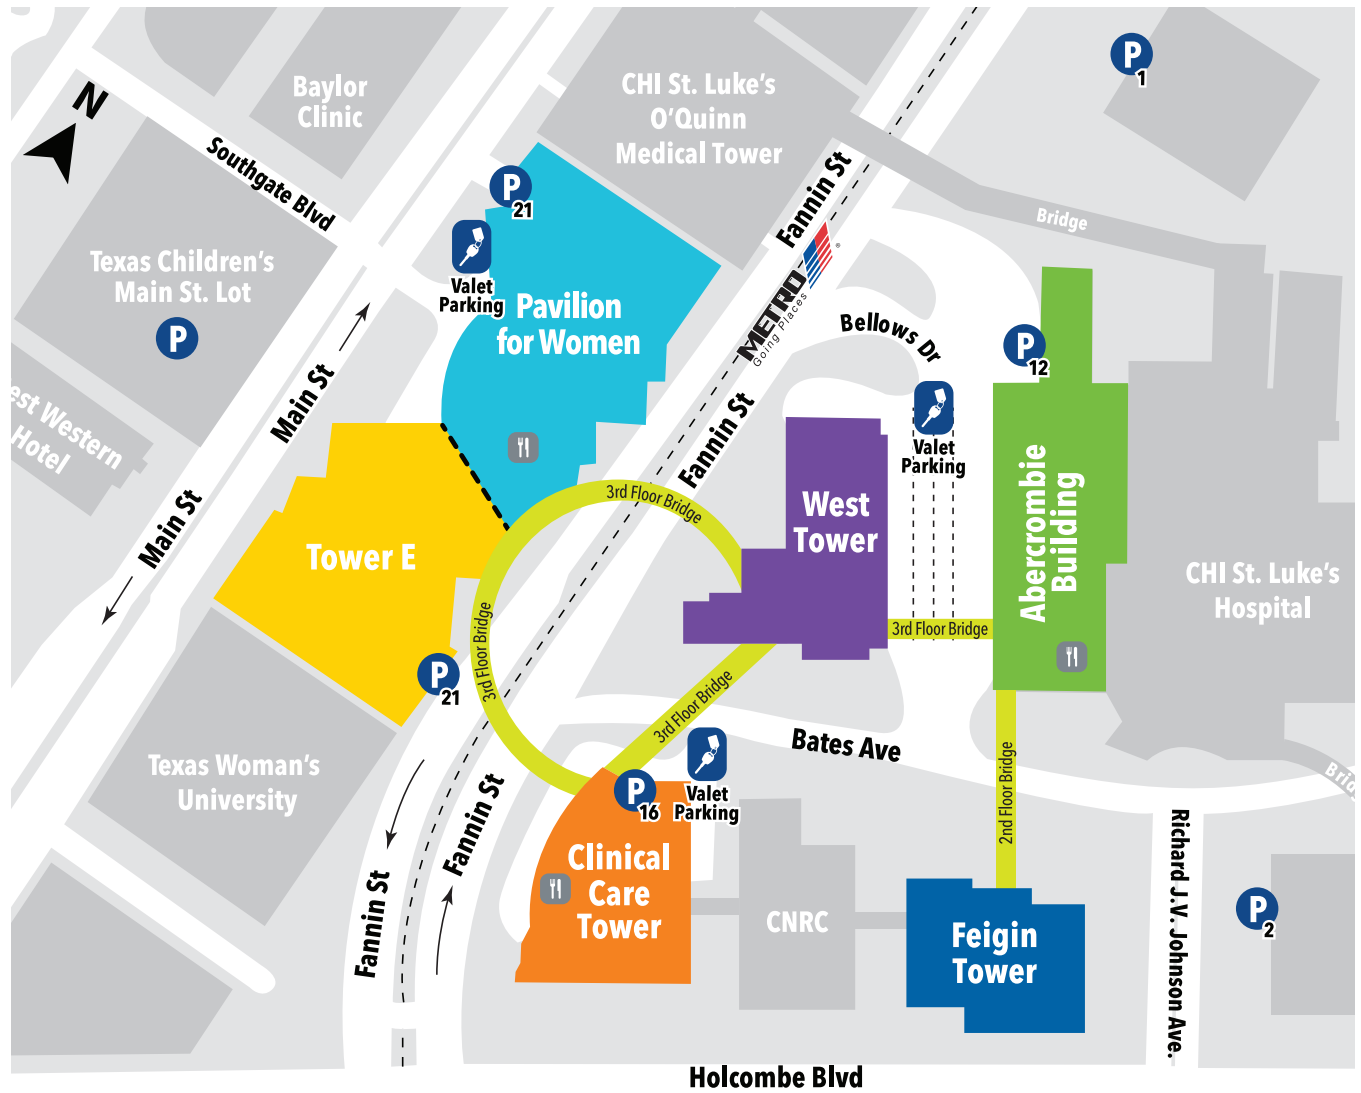 N
Baylor
Clinic
CHI St. Luke's
O'Quinn
Medical Tower
P
1
Southgate Blvd
Fannin St
Bridge
P
21
Valet
Parking
Texas Children's
Main St. Lot
P
Pavilion
for Women
METRO
Going Places
®
Bellows Dr
P
12
Main St
Fannin St
Valet
Parking
est Western
Hotel
Main St
3rd Floor Bridge
West
Tower
Abercrombie
Building
Tower E
CHI St. Luke's
Hospital
3rd Floor Bridge
3rd Floor Bridge
P
21
3rd Floor Bridge
Bates Ave
Texas Woman's
University
Valet
Parking
P
16
2nd Floor Bridge
Bridg
Fannin St
Fannin St
Clinical
Care
Tower
CNRC
Feigin
Tower
Richard J.V. Johnson Ave.
P
2
Holcombe Blvd